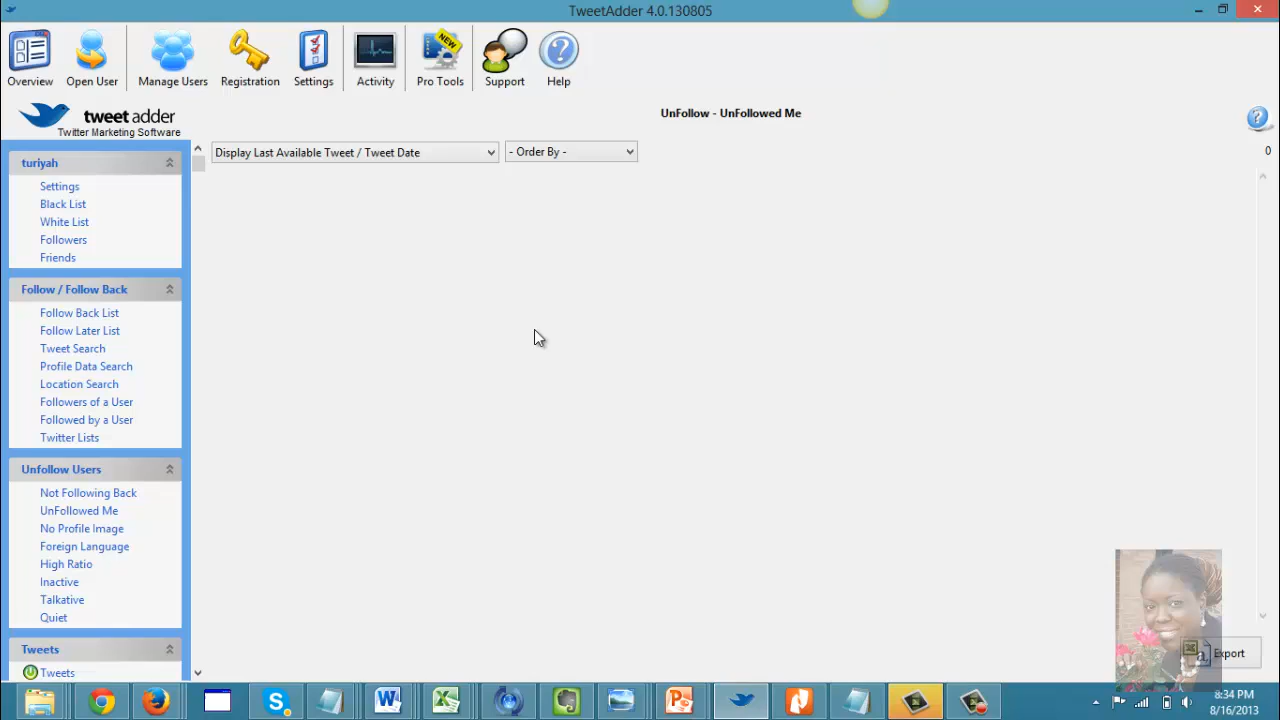 TweetAdder 4.0.130805
Overview
Open User
Manage Users
Registration
Settings
Activity
NEW
Pro Tools
Support
Help
tweet adder
Twitter Marketing Software
UnFollow - UnFollowed Me
Display Last Available Tweet / Tweet Date
- Order By -
0
turiyah
Settings
Black List
White List
Followers
Friends
Follow / Follow Back
Follow Back List
Follow Later List
Tweet Search
Profile Data Search
Location Search
Followers of a User
Followed by a User
Twitter Lists
Unfollow Users
Not Following Back
UnFollowed Me
No Profile Image
Foreign Language
High Ratio
Inactive
Talkative
Quiet
Tweets
Tweets
Export
8:34 PM
8/16/2013